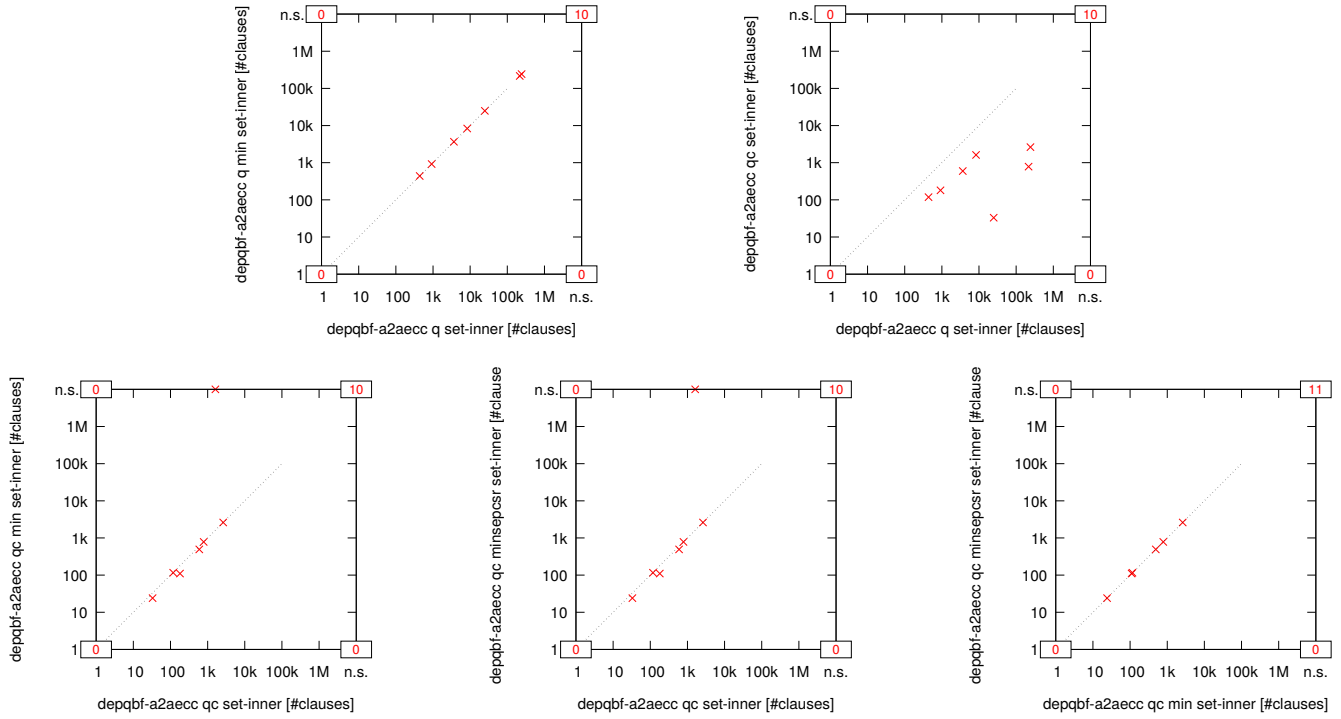 n.s.
0
10
1M
100k
10k
1k
100
10
1
0
0
1 10 100 1k 10k 100k 1M n.s.
depqbf-a2aecc q min set-inner [#clauses]
depqbf-a2aecc q set-inner [#clauses]
n.s.
0
10
1M
100k
10k
1k
100
10
1
0
0
1 10 100 1k 10k 100k 1M n.s.
depqbf-a2aecc qc set-inner [#clauses]
depqbf-a2aecc q set-inner [#clauses]
n.s.
0
10
1M
100k
10k
1k
100
10
1
0
0
1 10 100 1k 10k 100k 1M n.s.
depqbf-a2aecc qc min set-inner [#clauses]
depqbf-a2aecc qc set-inner [#clauses]
n.s.
0
10
1M
100k
10k
1k
100
10
1
0
0
1 10 100 1k 10k 100k 1M n.s.
depqbf-a2aecc qc minsepcsr set-inner [#clause
depqbf-a2aecc qc set-inner [#clauses]
n.s.
0
11
1M
100k
10k
1k
100
10
1
0
0
1 10 100 1k 10k 100k 1M n.s.
depqbf-a2aecc qc minsepcsr set-inner [#clause
depqbf-a2aecc qc min set-inner [#clauses]